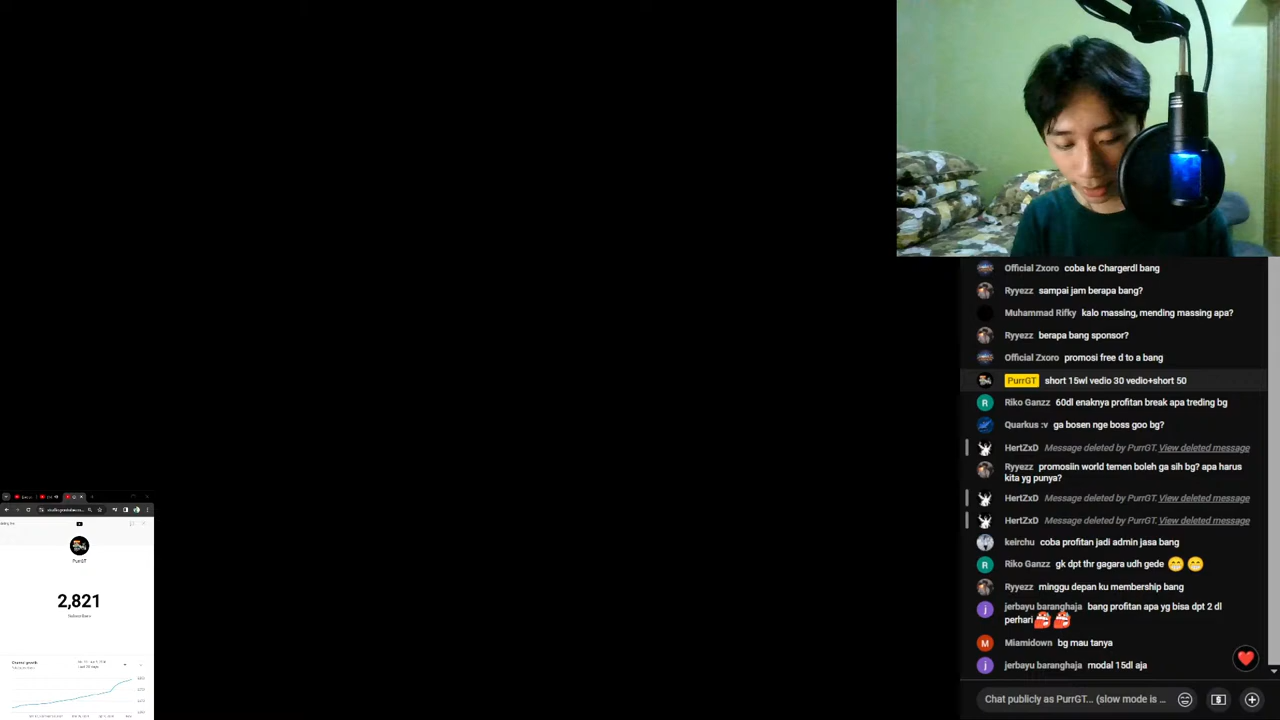 Official Zxoro coba ke Chargerdl bang
Ryyezz sampai jam berapa bang?
Muhammad Rifky kalo massing, mending massing apa?
Ryyezz berapa bang sponsor?
Official Zxoro promosi free d to a bang
PurrGT short 15wl vedio 30 vedio+short 50
R Riko Ganzz 60dl enaknya profitan break apa treding bg
Quarkus :v ga bosen nge boss goo bg?
HertZxD Message deleted by PurrGT. View deleted message
Ryyezz promosiin world temen boleh ga sih bg? apa harus
kita yg punya?
HertZxD Message deleted by PurrGT. View deleted message
HertZxD Message deleted by PurrGT. View deleted message
keirchu coba profitan jadi admin jasa bang
R Riko Ganzz gk dpt thr gagara udh gede 😁 😁
Ryyezz minggu depan ku membership bang
j jerbayu baranghaja bang profitan apa yg bisa dpt 2 dl
perhari
M Miamidown bg mau tanya
j jerbayu baranghaja modal 15dl aja
Chat publicly as PurrGT... (slow mode is ...
PurrGT
2,821
Subscribers